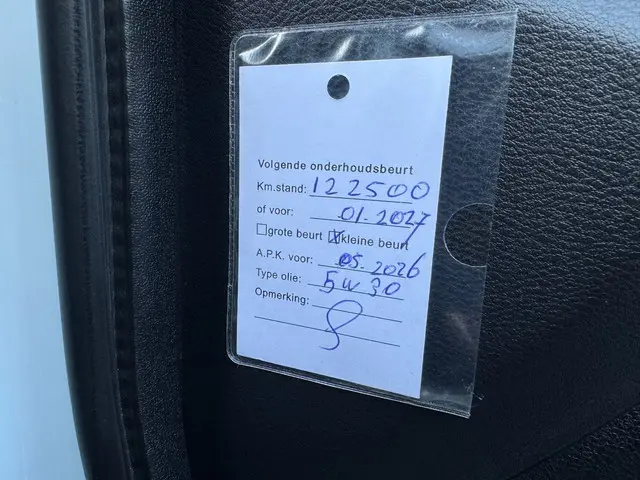 Volgende onderhoudsbeurt
Km.stand: 122500
of voor: 01-2027
☐grote beurt ☒kleine beurt
A.P.K. voor: 05-2026
Type olie: 5W30
Opmerking: